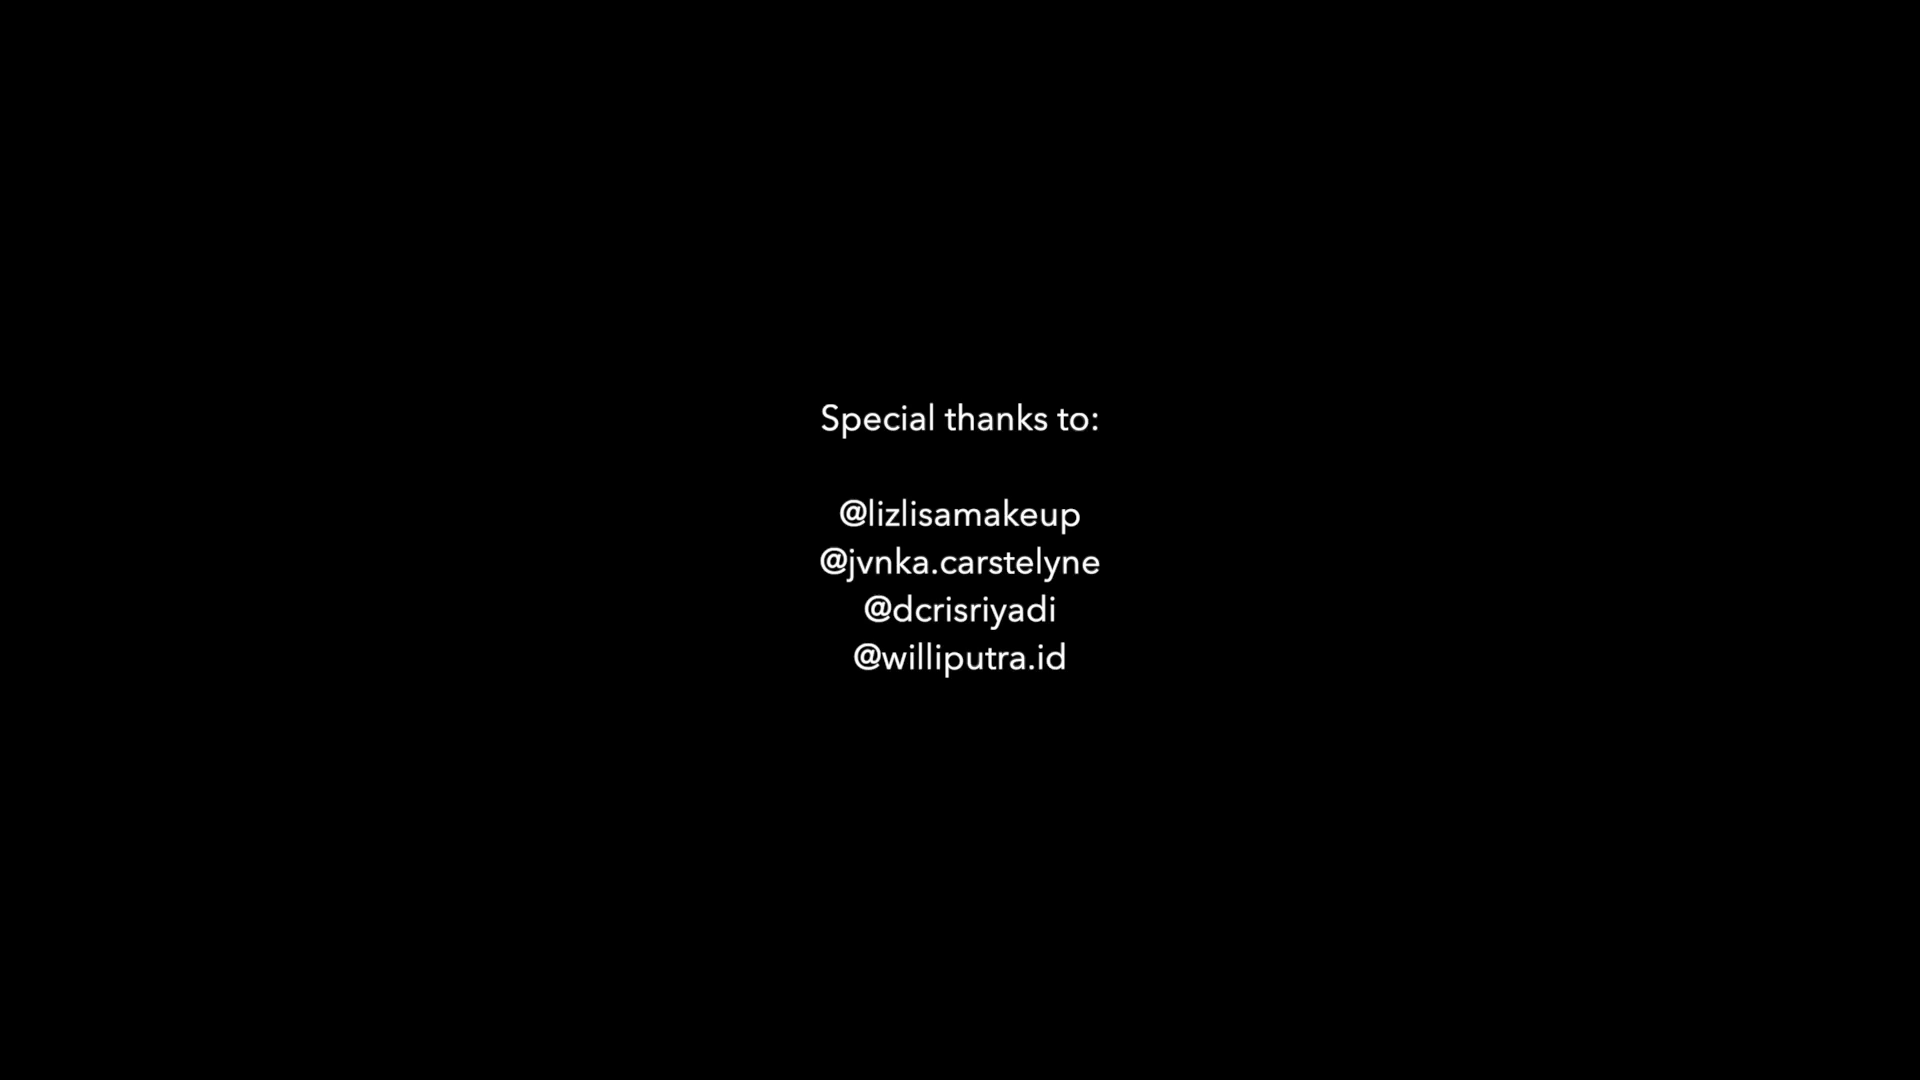 Special thanks to:
@lizlisamakeup
@jvnka.carstelyne
@dcrisriyadi
@williputra.id